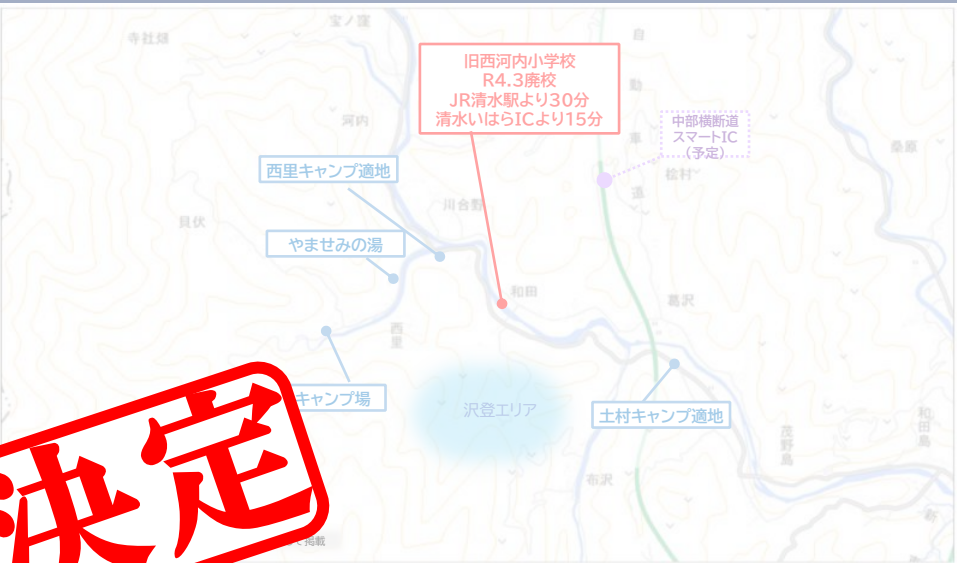 宝ノ窪
寺社畑
自
旧西河内小学校
R4.3廃校
JR清水駅より30分
清水いはらICより15分
動
河内
車
中部横断道
スマートIC
(予定)
桑原
西里キャンプ適地
桧村
道
川合野
貝伏
やませみの湯
和田
葛沢
西
里
キャンプ場
沢登エリア
土村キャンプ適地
和
田
島
茂
野
島
布沢
決定
て掲載
新